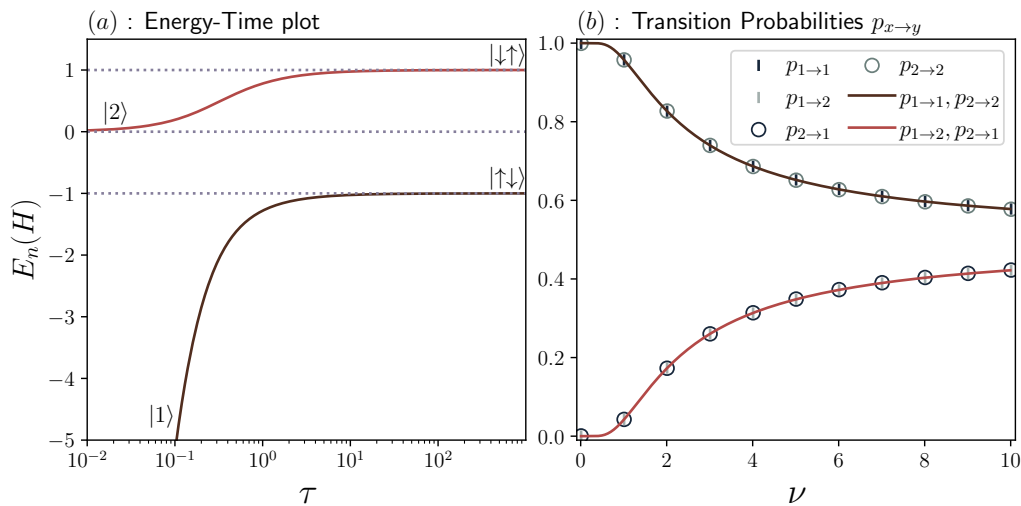 (a) : Energy-Time plot
1
0
−1
−2
−3
−4
−5
E_n(H)
|2⟩
|1⟩
|↓↑⟩
|↑↓⟩
10^{−2} 10^{−1} 10^0 10^1 10^2
τ
(b) : Transition Probabilities p_{x→y}
1.0
0.8
0.6
0.4
0.2
0.0
p_{1→1}
p_{1→2}
p_{2→1}
p_{2→2}
p_{1→1}, p_{2→2}
p_{1→2}, p_{2→1}
0 2 4 6 8 10
ν